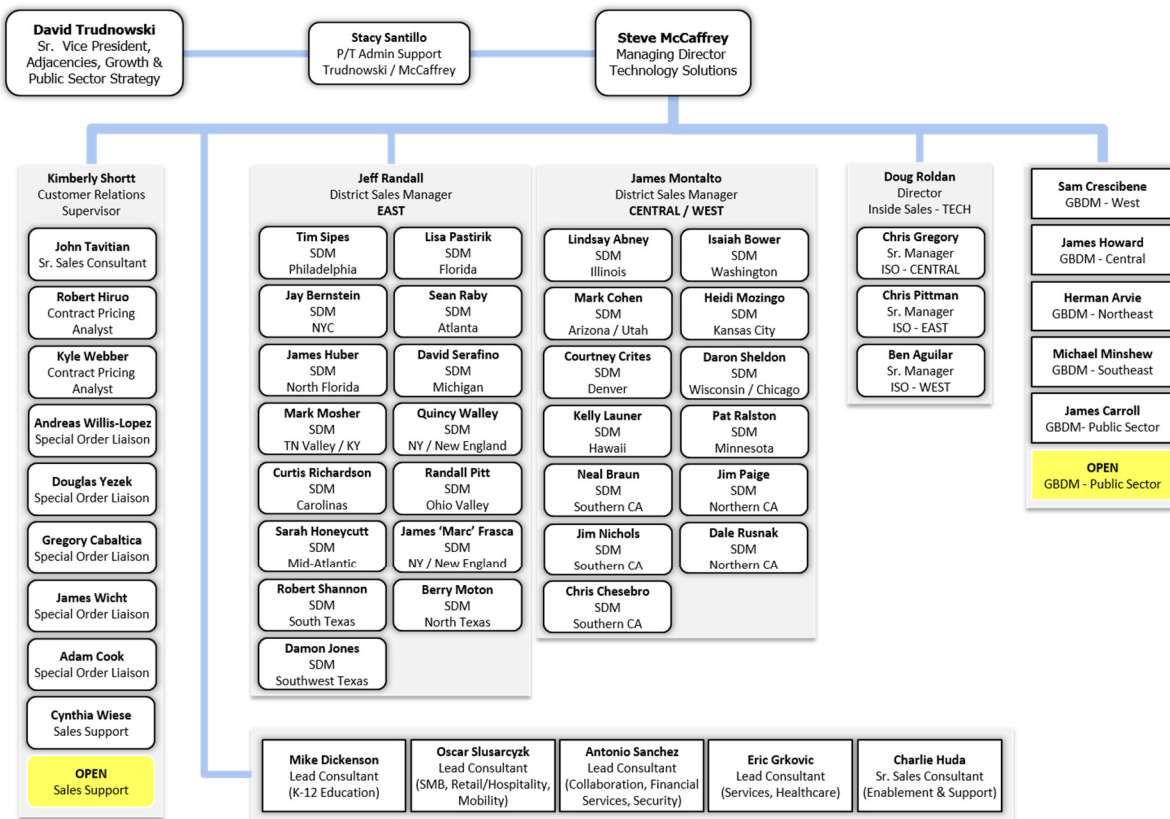 David Trudnowski
Sr. Vice President,
Adjacencies, Growth &
Public Sector Strategy
Stacy Santillo
P/T Admin Support
Trudnowski / McCaffrey
Steve McCaffrey
Managing Director
Technology Solutions
Kimberly Shortt
Customer Relations
Supervisor
John Tavitian
Sr. Sales Consultant
Robert Hiruo
Contract Pricing
Analyst
Kyle Webber
Contract Pricing
Analyst
Andreas Willis-Lopez
Special Order Liaison
Douglas Yezek
Special Order Liaison
Gregory Cabaltica
Special Order Liaison
James Wicht
Special Order Liaison
Adam Cook
Special Order Liaison
Cynthia Wiese
Sales Support
OPEN
Sales Support
Jeff Randall
District Sales Manager
EAST
Tim Sipes
SDM
Philadelphia
Lisa Pastirik
SDM
Florida
Jay Bernstein
SDM
NYC
Sean Raby
SDM
Atlanta
James Huber
SDM
North Florida
David Serafino
SDM
Michigan
Mark Mosher
SDM
TN Valley / KY
Quincy Walley
SDM
NY / New England
Curtis Richardson
SDM
Carolinas
Randall Pitt
SDM
Ohio Valley
Sarah Honeycutt
SDM
Mid-Atlantic
James ‘Marc’ Frasca
SDM
NY / New England
Robert Shannon
SDM
South Texas
Berry Moton
SDM
North Texas
Damon Jones
SDM
Southwest Texas
James Montalto
District Sales Manager
CENTRAL / WEST
Lindsay Abney
SDM
Illinois
Isaiah Bower
SDM
Washington
Mark Cohen
SDM
Arizona / Utah
Heidi Mozingo
SDM
Kansas City
Courtney Crites
SDM
Denver
Daron Sheldon
SDM
Wisconsin / Chicago
Kelly Launer
SDM
Hawaii
Pat Ralston
SDM
Minnesota
Neal Braun
SDM
Southern CA
Jim Paige
SDM
Northern CA
Jim Nichols
SDM
Southern CA
Dale Rusnak
SDM
Northern CA
Chris Chesebro
SDM
Southern CA
Doug Roldan
Director
Inside Sales - TECH
Chris Gregory
Sr. Manager
ISO - CENTRAL
Chris Pittman
Sr. Manager
ISO - EAST
Ben Aguilar
Sr. Manager
ISO - WEST
Sam Crescibene
GBDM - West
James Howard
GBDM - Central
Herman Arvie
GBDM - Northeast
Michael Minshew
GBDM - Southeast
James Carroll
GBDM- Public Sector
OPEN
GBDM - Public Sector
Mike Dickenson
Lead Consultant
(K-12 Education)
Oscar Slusarcyzk
Lead Consultant
(SMB, Retail/Hospitality,
Mobility)
Antonio Sanchez
Lead Consultant
(Collaboration, Financial
Services, Security)
Eric Grkovic
Lead Consultant
(Services, Healthcare)
Charlie Huda
Sr. Sales Consultant
(Enablement & Support)